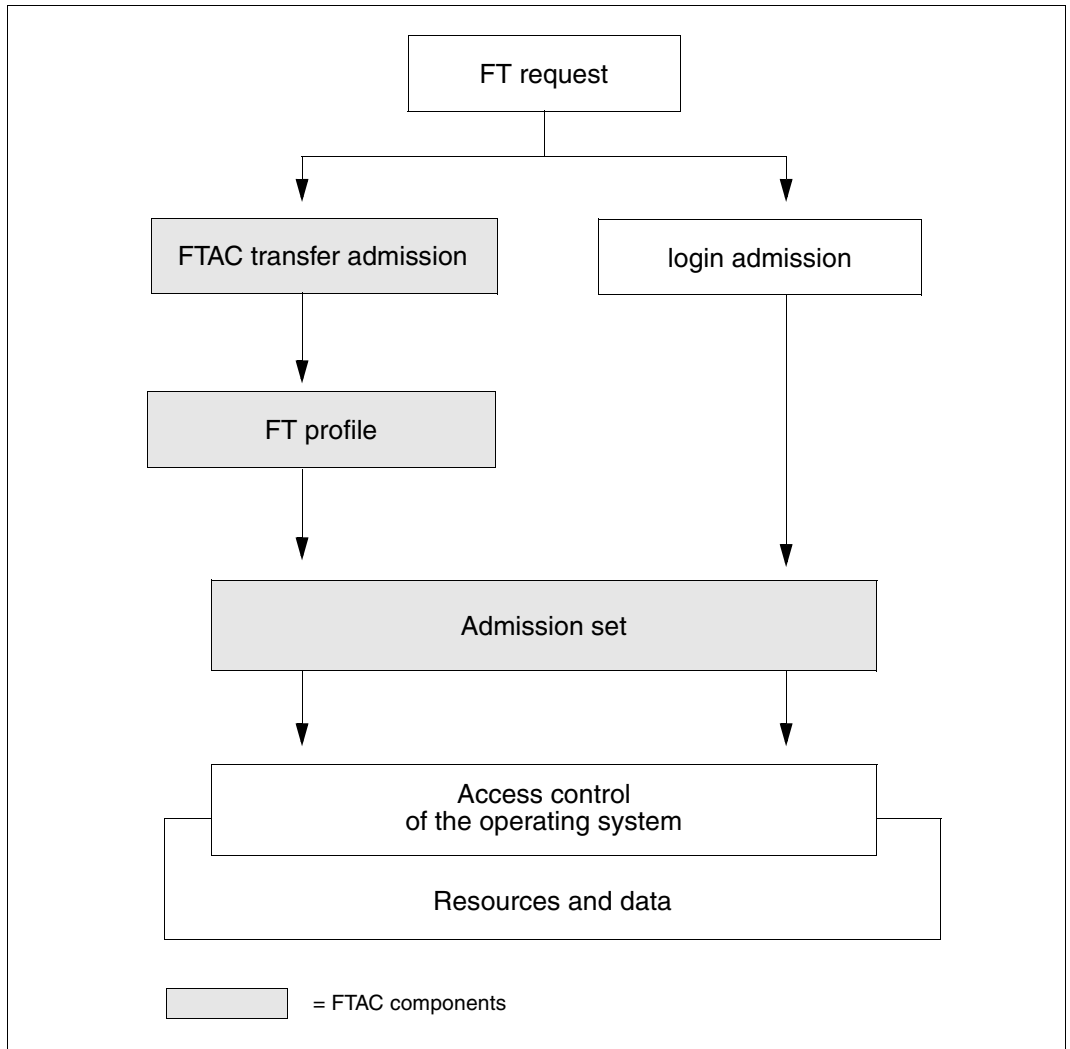 FT request
FTAC transfer admission
login admission
FT profile
Admission set
Access control
of the operating system
Resources and data
= FTAC components